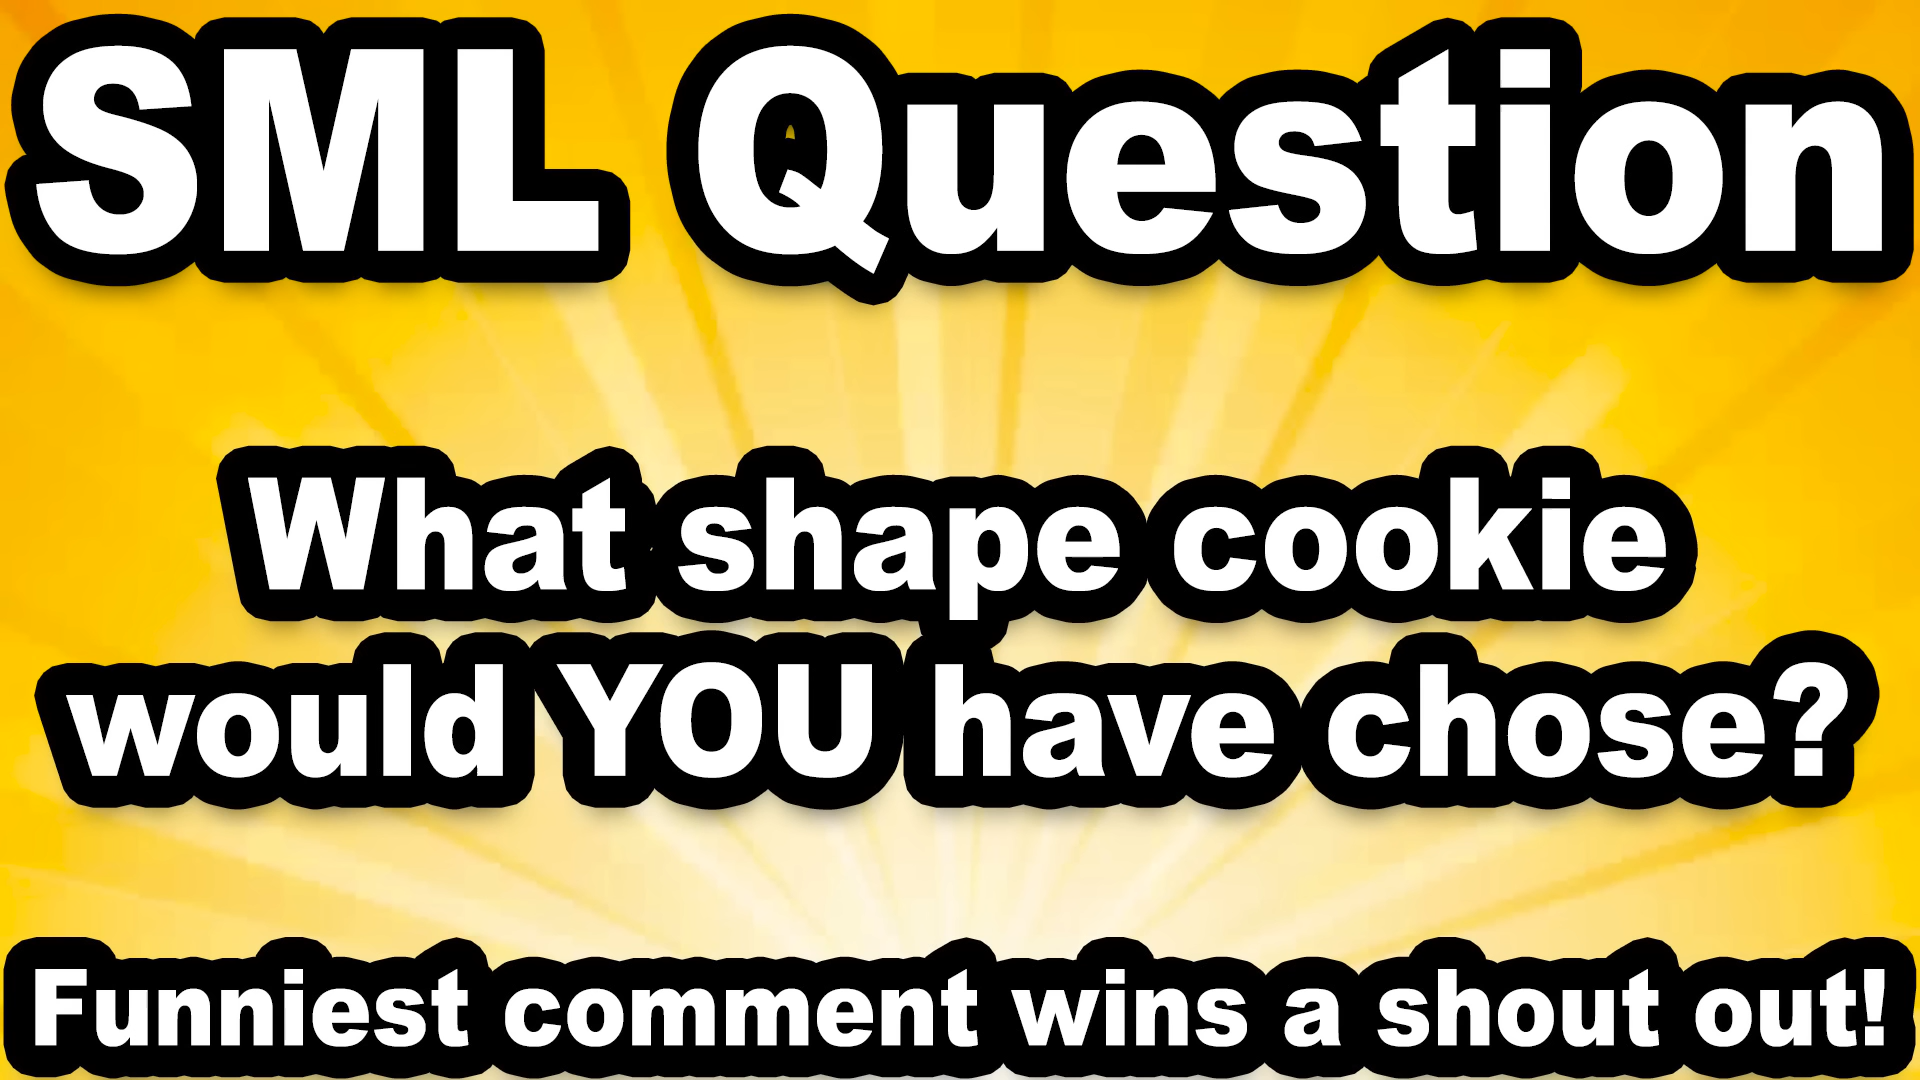 SML Question
What shape cookie
would YOU have chose?
Funniest comment wins a shout out!